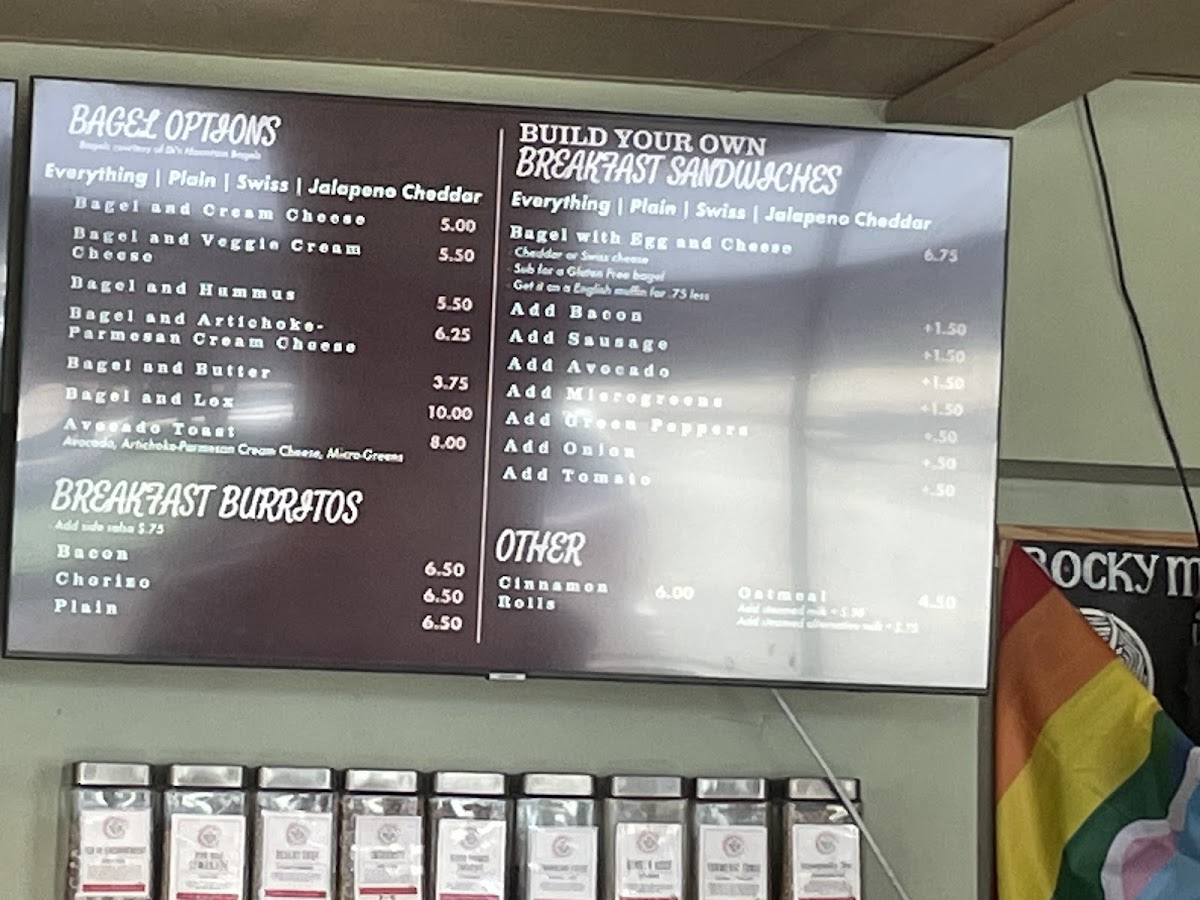 BAGEL OPTIONS
Everything | Plain | Swiss | Jalapeno Cheddar
Bagel and Cream Cheese 5.00
Bagel and Veggie Cream 5.50
Cheese
Bagel and Hummus 5.50
Bagel and Artichoke- 6.25
Parmesan Cream Cheese
Bagel and Butter 3.75
Bagel and Lox 10.00
Avocado Toast 8.00
Avocado, Artichoke-Parmesan Cream Cheese, Micro-Greens
BREAKFAST BURRITOS
Add side salsa $.75
Bacon 6.50
Chorizo 6.50
Plain 6.50
BUILD YOUR OWN
BREAKFAST SANDWICHES
Everything | Plain | Swiss | Jalapeno Cheddar
Bagel with Egg and Cheese 6.75
Cheddar or Swiss cheese
Sub for a Gluten Free bagel
Get it on a English muffin for .75 less
Add Bacon +1.50
Add Sausage +1.50
Add Avocado +1.50
Add Microgreens +1.50
Add Green Peppers +.50
Add Onion +.50
Add Tomato +.50
OTHER
Cinnamon 6.00
Rolls
Oatmeal 4.50
Add steamed milk +
Add steamed alternative milk +
ROCKY M